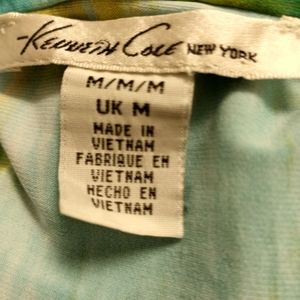 Kenneth Cole NEW YORK
M/M/M
UK M
MADE IN
VIETNAM
FABRIQUE EN
VIETNAM
HECHO EN
VIETNAM